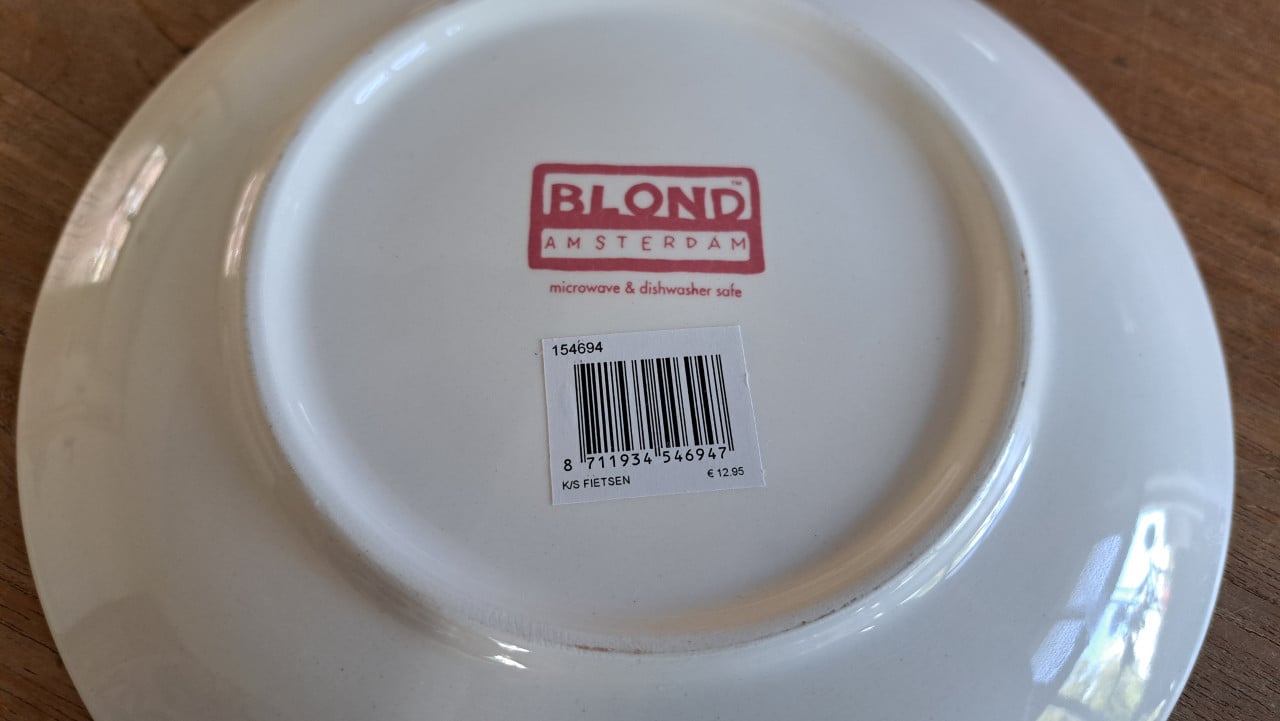 BLOND™
AMSTERDAM
microwave & dishwasher safe
154694
8 711934 546947
K/S FIETSEN € 12.95